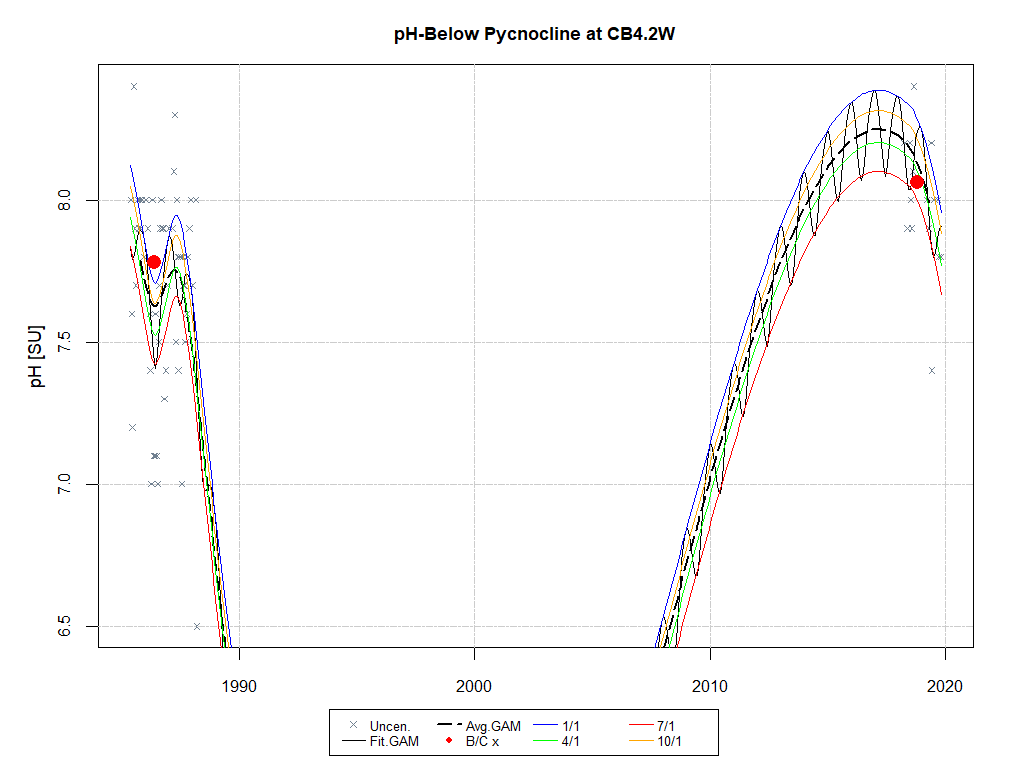 pH-Below Pycnocline at CB4.2W
pH [SU]
8.0
7.5
7.0
6.5
1990 2000 2010 2020
Uncen. Avg.GAM 1/1 7/1
Fit.GAM B/C x 4/1 10/1